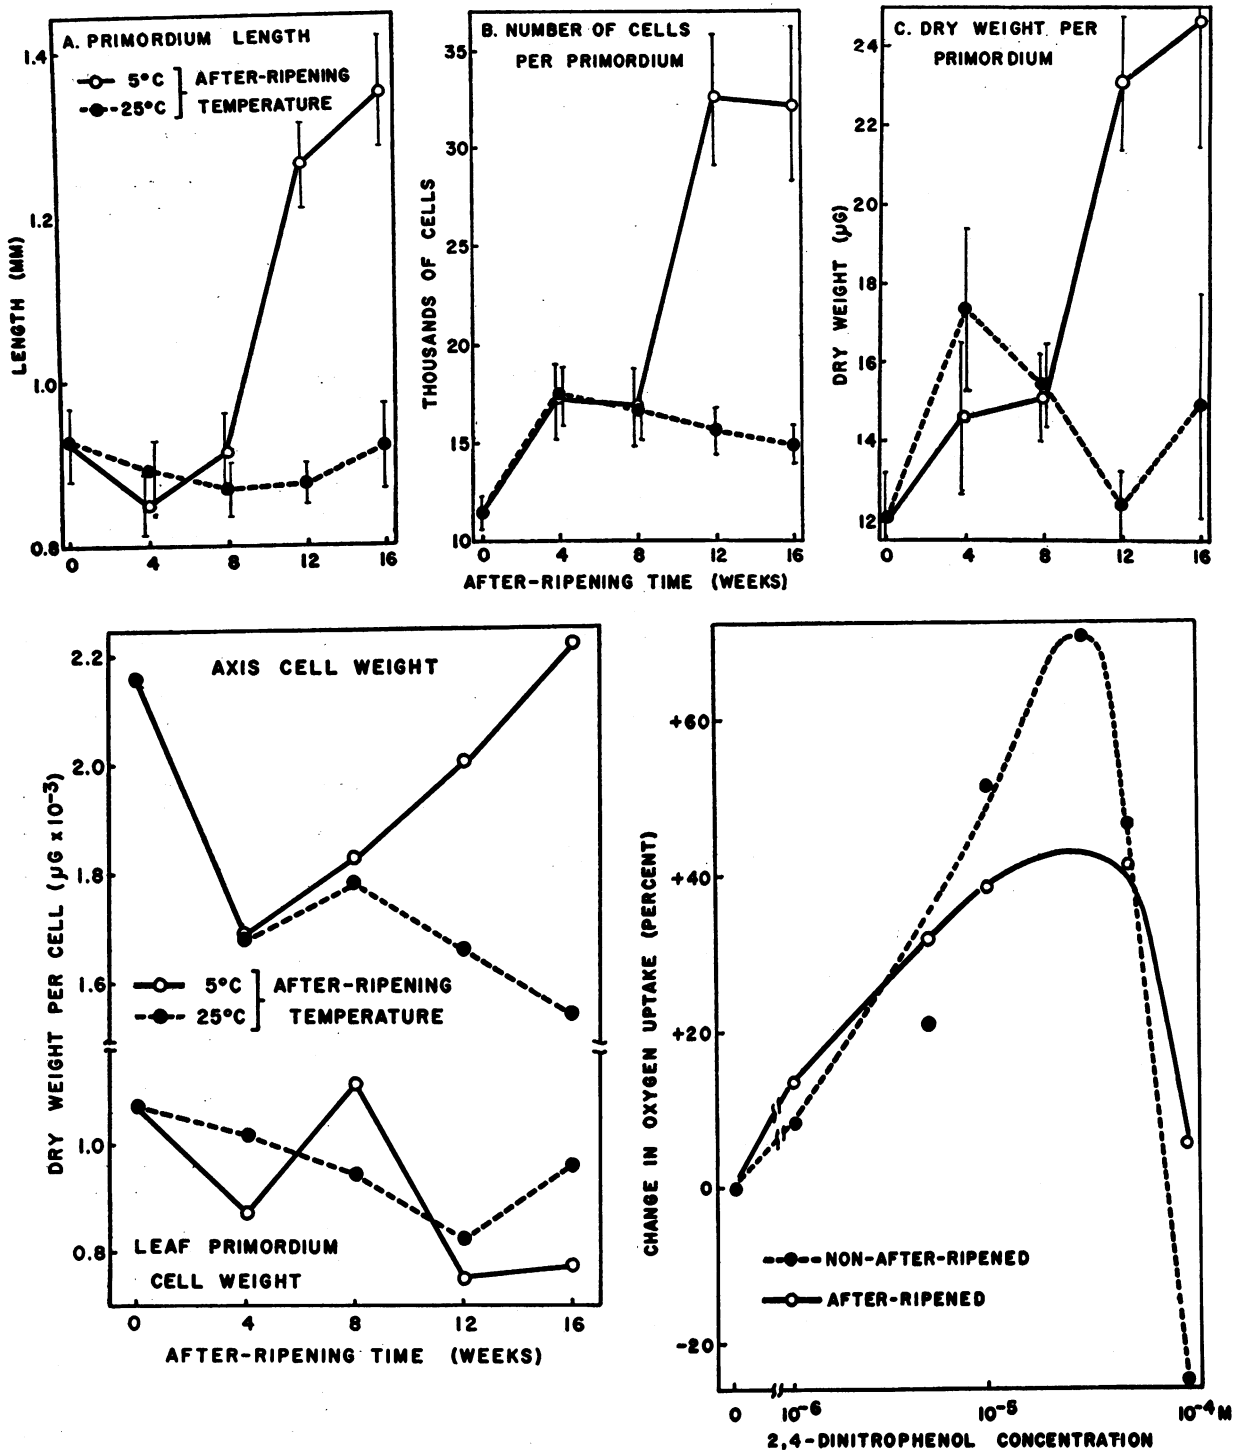 A. PRIMORDIUM LENGTH
5°C
25°C
AFTER-RIPENING
TEMPERATURE
1.4
1.2
1.0
0.8
LENGTH (MM)
0 4 8 12 16
B. NUMBER OF CELLS
PER PRIMORDIUM
35
30
25
20
15
10
THOUSANDS OF CELLS
0 4 8 12 16
AFTER-RIPENING TIME (WEEKS)
C. DRY WEIGHT PER
PRIMORDIUM
24
22
20
18
16
14
12
DRY WEIGHT (µG)
0 4 8 12 16
AXIS CELL WEIGHT
2.2
2.0
1.8
1.6
1.0
0.8
DRY WEIGHT PER CELL (µG x 10⁻³)
5°C
25°C
AFTER-RIPENING
TEMPERATURE
LEAF PRIMORDIUM
CELL WEIGHT
0 4 8 12 16
AFTER-RIPENING TIME (WEEKS)
+60
+40
+20
0
-20
CHANGE IN OXYGEN UPTAKE (PERCENT)
NON-AFTER-RIPENED
AFTER-RIPENED
0 10⁻⁶ 10⁻⁵ 10⁻⁴ M
2,4-DINITROPHENOL CONCENTRATION